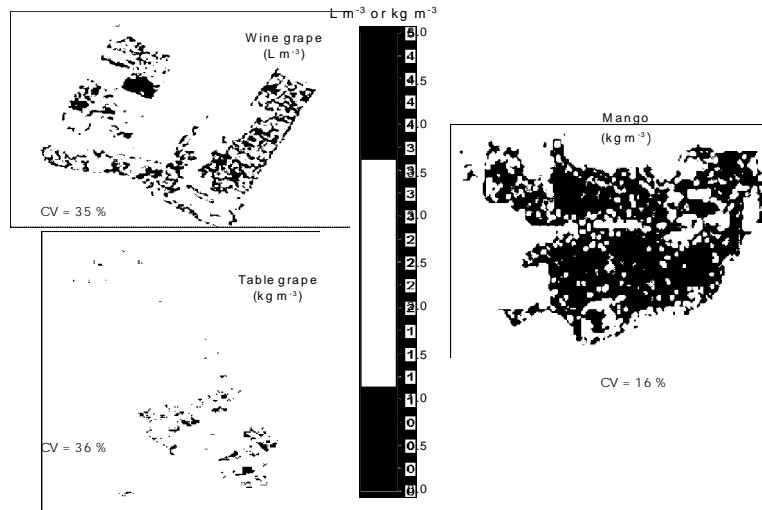 L m⁻³ or kg m⁻³
Wine grape
(L m⁻³)
CV = 35 %
Table grape
(kg m⁻³)
CV = 36 %
5.0
4.5
4.0
3.5
3.0
2.5
2.0
1.5
1.0
0.5
0.0
Mango
(kg m⁻³)
CV = 16 %